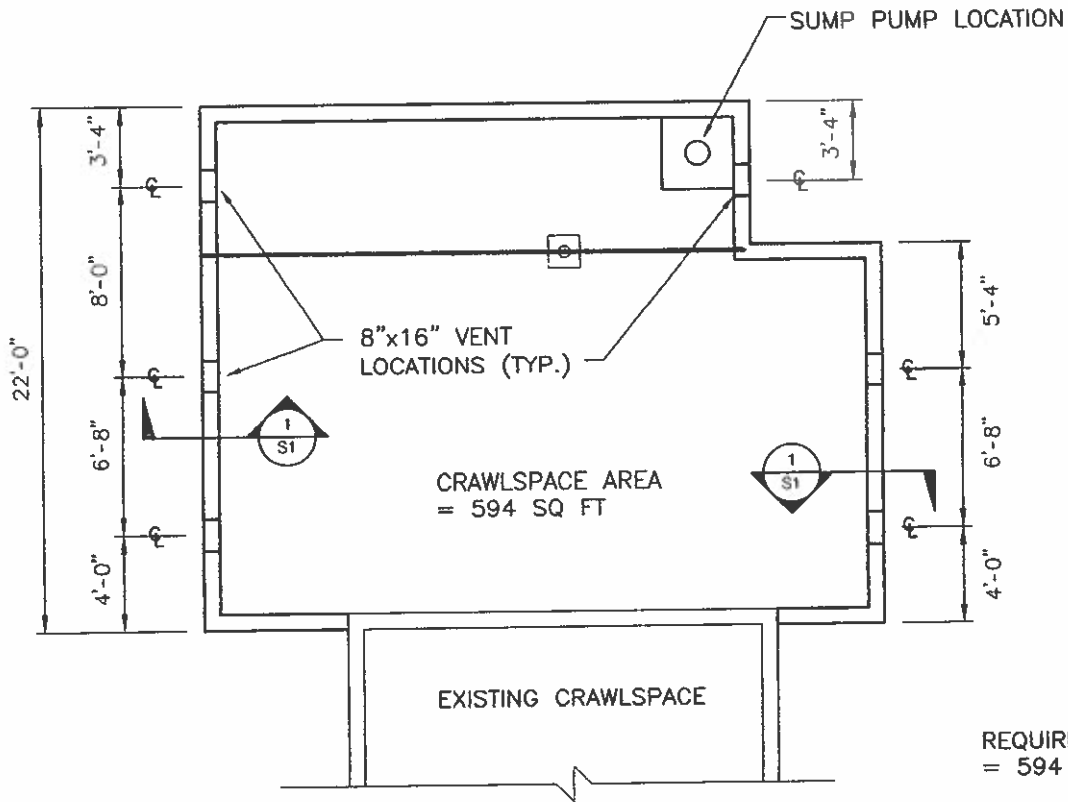 SUMP PUMP LOCATION
3'-4"
3'-4"
℄
℄
8'-0"
22'-0"
5'-4"
8"x16" VENT
LOCATIONS (TYP.)
℄
℄
6'-8"
1
S1
1
S1
6'-8"
CRAWLSPACE AREA
= 594 SQ FT
℄
℄
4'-0"
4'-0"
EXISTING CRAWLSPACE
REQUIR
= 594